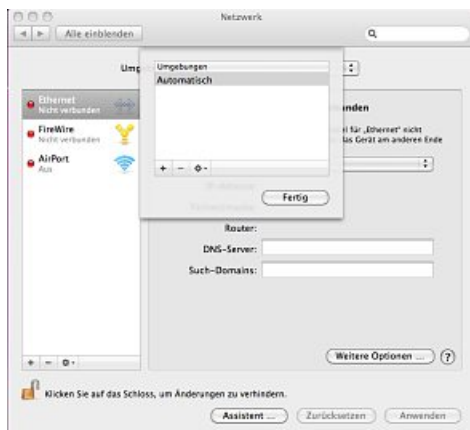 Netzwerk
Alle einblenden
Umgebungen
Automatisch
+ −
Fertig
Ethernet
Nicht verbunden
FireWire
Nicht verbunden
AirPort
Aus
nden
el für „Ethernet" nicht
das Gerät am anderen Ende
Router:
DNS-Server:
Such-Domains:
Weitere Optionen ...
?
+ −
Klicken Sie auf das Schloss, um Änderungen zu verhindern.
Assistent ...
Zurücksetzen
Anwenden